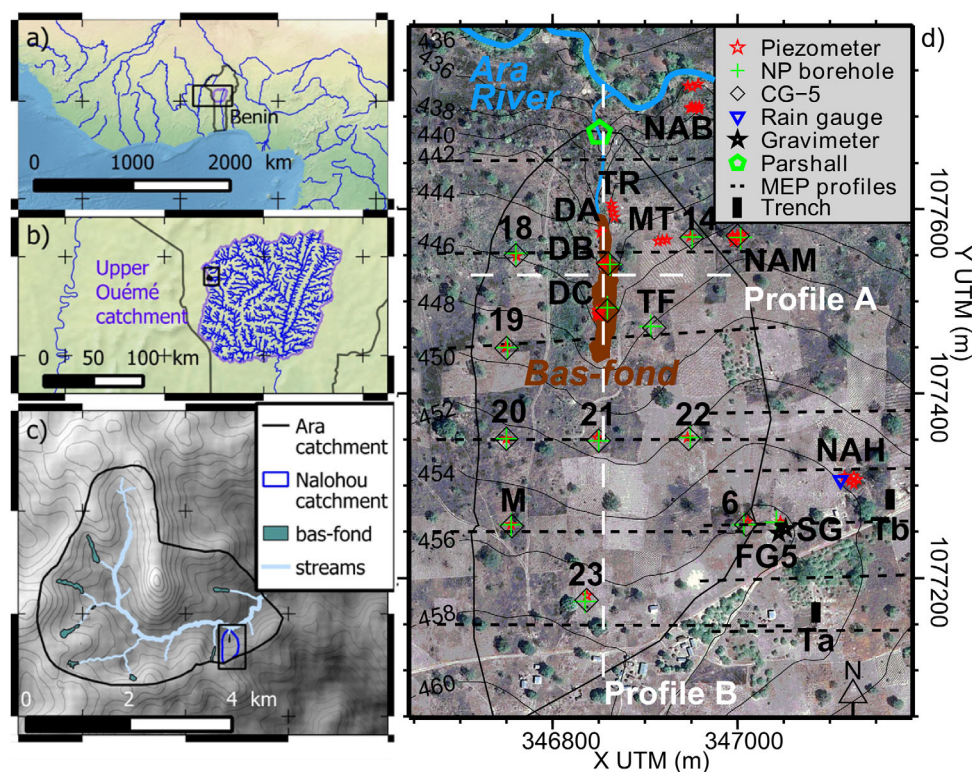 a)
Benin
0 1000 2000 km
b)
Upper
Ouémé
catchment
0 50 100 km
c)
Ara
catchment
Nalohou
catchment
bas-fond
streams
0 2 4 km
d)
Piezometer
NP borehole
CG-5
Rain gauge
Gravimeter
Parshall
MEP profiles
Trench
436
436
438
440
442
444
446
448
450
452
454
456
458
460
Ara
River
NAB
TR
DA
MT
14
18
DB
NAM
DC
TF
Profile A
19
Bas-fond
20
21
22
NAH
M
6
SG
Tb
FG5
23
Ta
Profile B
N
346800
347000
X UTM (m)
1077600
1077400
1077200
Y UTM (m)